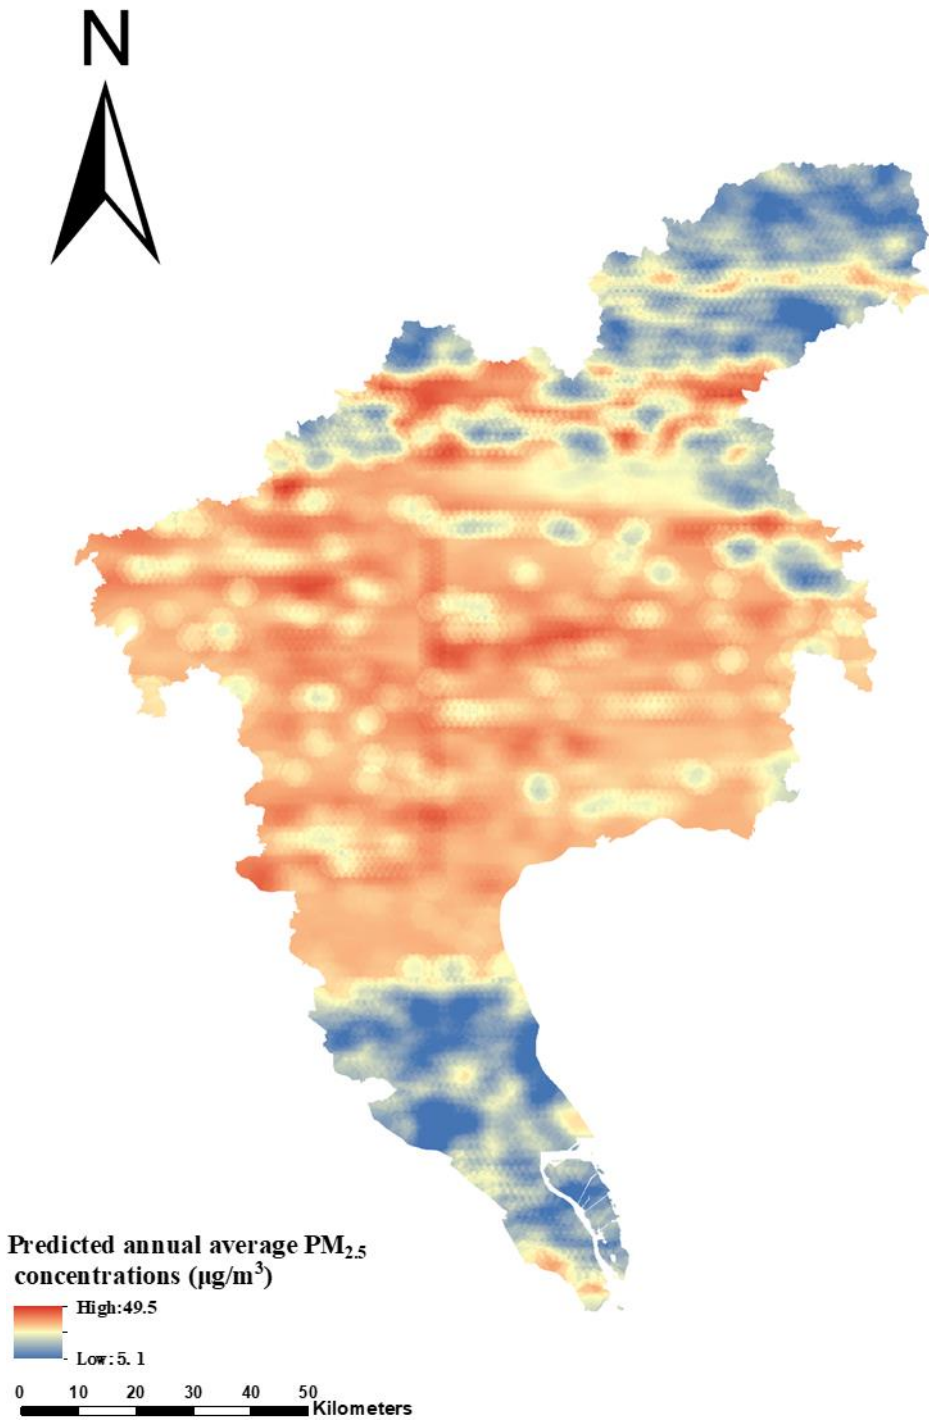 N
Predicted annual average PM2.5
concentrations (μg/m³)
High:49.5
Low:5.1
0 10 20 30 40 50
Kilometers